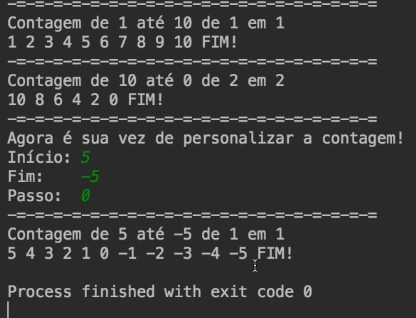 -=-=-=-=-=-=-=-=-=-=-=-=-=-=-=-=-=-=-=-=
Contagem de 1 até 10 de 1 em 1
1 2 3 4 5 6 7 8 9 10 FIM!
-=-=-=-=-=-=-=-=-=-=-=-=-=-=-=-=-=-=-=-=
Contagem de 10 até 0 de 2 em 2
10 8 6 4 2 0 FIM!
-=-=-=-=-=-=-=-=-=-=-=-=-=-=-=-=-=-=-=-=
Agora é sua vez de personalizar a contagem!
Início: 5
Fim:    -5
Passo:  0
-=-=-=-=-=-=-=-=-=-=-=-=-=-=-=-=-=-=-=-=
Contagem de 5 até -5 de 1 em 1
5 4 3 2 1 0 -1 -2 -3 -4 -5 FIM!
Process finished with exit code 0